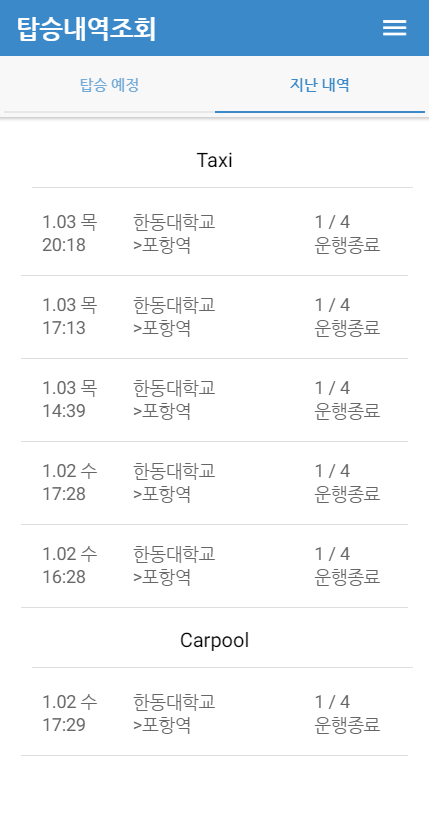 탑승내역조회
탑승 예정 지난 내역
Taxi
1.03 목 한동대학교 1 / 4
20:18 >포항역 운행종료
1.03 목 한동대학교 1 / 4
17:13 >포항역 운행종료
1.03 목 한동대학교 1 / 4
14:39 >포항역 운행종료
1.02 수 한동대학교 1 / 4
17:28 >포항역 운행종료
1.02 수 한동대학교 1 / 4
16:28 >포항역 운행종료
Carpool
1.02 수 한동대학교 1 / 4
17:29 >포항역 운행종료